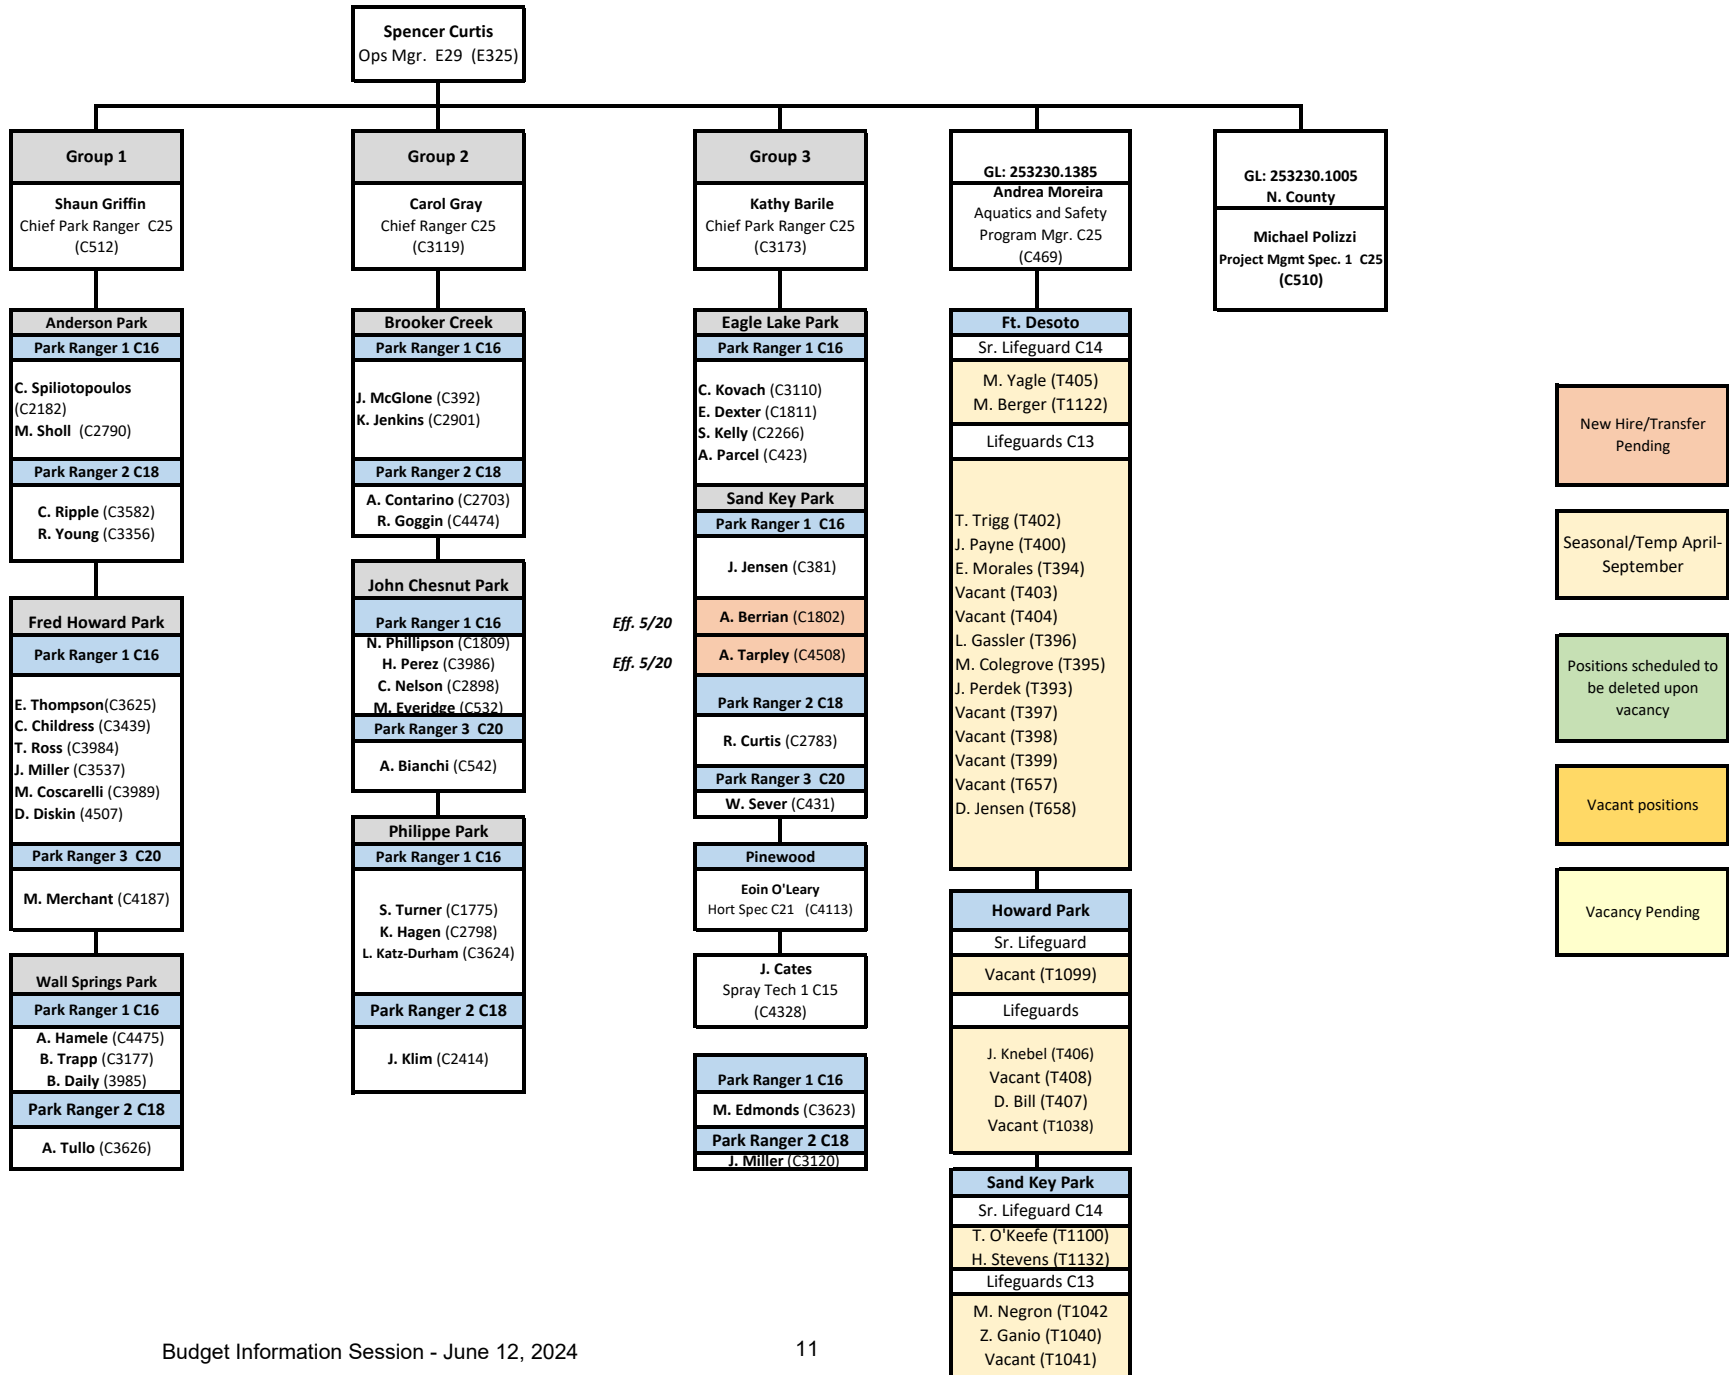 Spencer Curtis
Ops Mgr. E29 (E325)
Group 1
Shaun Griffin
Chief Park Ranger C25
(C512)
Anderson Park
Park Ranger 1 C16
C. Spiliotopoulos
(C2182)
M. Sholl (C2790)
Park Ranger 2 C18
C. Ripple (C3582)
R. Young (C3356)
Fred Howard Park
Park Ranger 1 C16
E. Thompson(C3625)
C. Childress (C3439)
T. Ross (C3984)
J. Miller (C3537)
M. Coscarelli (C3989)
D. Diskin (4507)
Park Ranger 3 C20
M. Merchant (C4187)
Wall Springs Park
Park Ranger 1 C16
A. Hamele (C4475)
B. Trapp (C3177)
B. Daily (3985)
Park Ranger 2 C18
A. Tullo (C3626)
Group 2
Carol Gray
Chief Ranger C25
(C3119)
Brooker Creek
Park Ranger 1 C16
J. McGlone (C392)
K. Jenkins (C2901)
Park Ranger 2 C18
A. Contarino (C2703)
R. Goggin (C4474)
John Chesnut Park
Park Ranger 1 C16
N. Phillipson (C1809)
H. Perez (C3986)
C. Nelson (C2898)
M. Everidge (C532)
Park Ranger 3 C20
A. Bianchi (C542)
Philippe Park
Park Ranger 1 C16
S. Turner (C1775)
K. Hagen (C2798)
L. Katz-Durham (C3624)
Park Ranger 2 C18
J. Klim (C2414)
Group 3
Kathy Barile
Chief Park Ranger C25
(C3173)
Eagle Lake Park
Park Ranger 1 C16
C. Kovach (C3110)
E. Dexter (C1811)
S. Kelly (C2266)
A. Parcel (C423)
Sand Key Park
Park Ranger 1 C16
J. Jensen (C381)
Eff. 5/20
A. Berrian (C1802)
Eff. 5/20
A. Tarpley (C4508)
Park Ranger 2 C18
R. Curtis (C2783)
Park Ranger 3 C20
W. Sever (C431)
Pinewood
Eoin O'Leary
Hort Spec C21 (C4113)
J. Cates
Spray Tech 1 C15
(C4328)
Park Ranger 1 C16
M. Edmonds (C3623)
Park Ranger 2 C18
J. Miller (C3120)
GL: 253230.1385
Andrea Moreira
Aquatics and Safety
Program Mgr. C25
(C469)
Ft. Desoto
Sr. Lifeguard C14
M. Yagle (T405)
M. Berger (T1122)
Lifeguards C13
T. Trigg (T402)
J. Payne (T400)
E. Morales (T394)
Vacant (T403)
Vacant (T404)
L. Gassler (T396)
M. Colegrove (T395)
J. Perdek (T393)
Vacant (T397)
Vacant (T398)
Vacant (T399)
Vacant (T657)
D. Jensen (T658)
Howard Park
Sr. Lifeguard
Vacant (T1099)
Lifeguards
J. Knebel (T406)
Vacant (T408)
D. Bill (T407)
Vacant (T1038)
Sand Key Park
Sr. Lifeguard C14
T. O'Keefe (T1100)
H. Stevens (T1132)
Lifeguards C13
M. Negron (T1042
Z. Ganio (T1040)
Vacant (T1041)
GL: 253230.1005
N. County
Michael Polizzi
Project Mgmt Spec. 1 C25
(C510)
New Hire/Transfer
Pending
Seasonal/Temp April-
September
Positions scheduled to
be deleted upon
vacancy
Vacant positions
Vacancy Pending
Budget Information Session - June 12, 2024
11